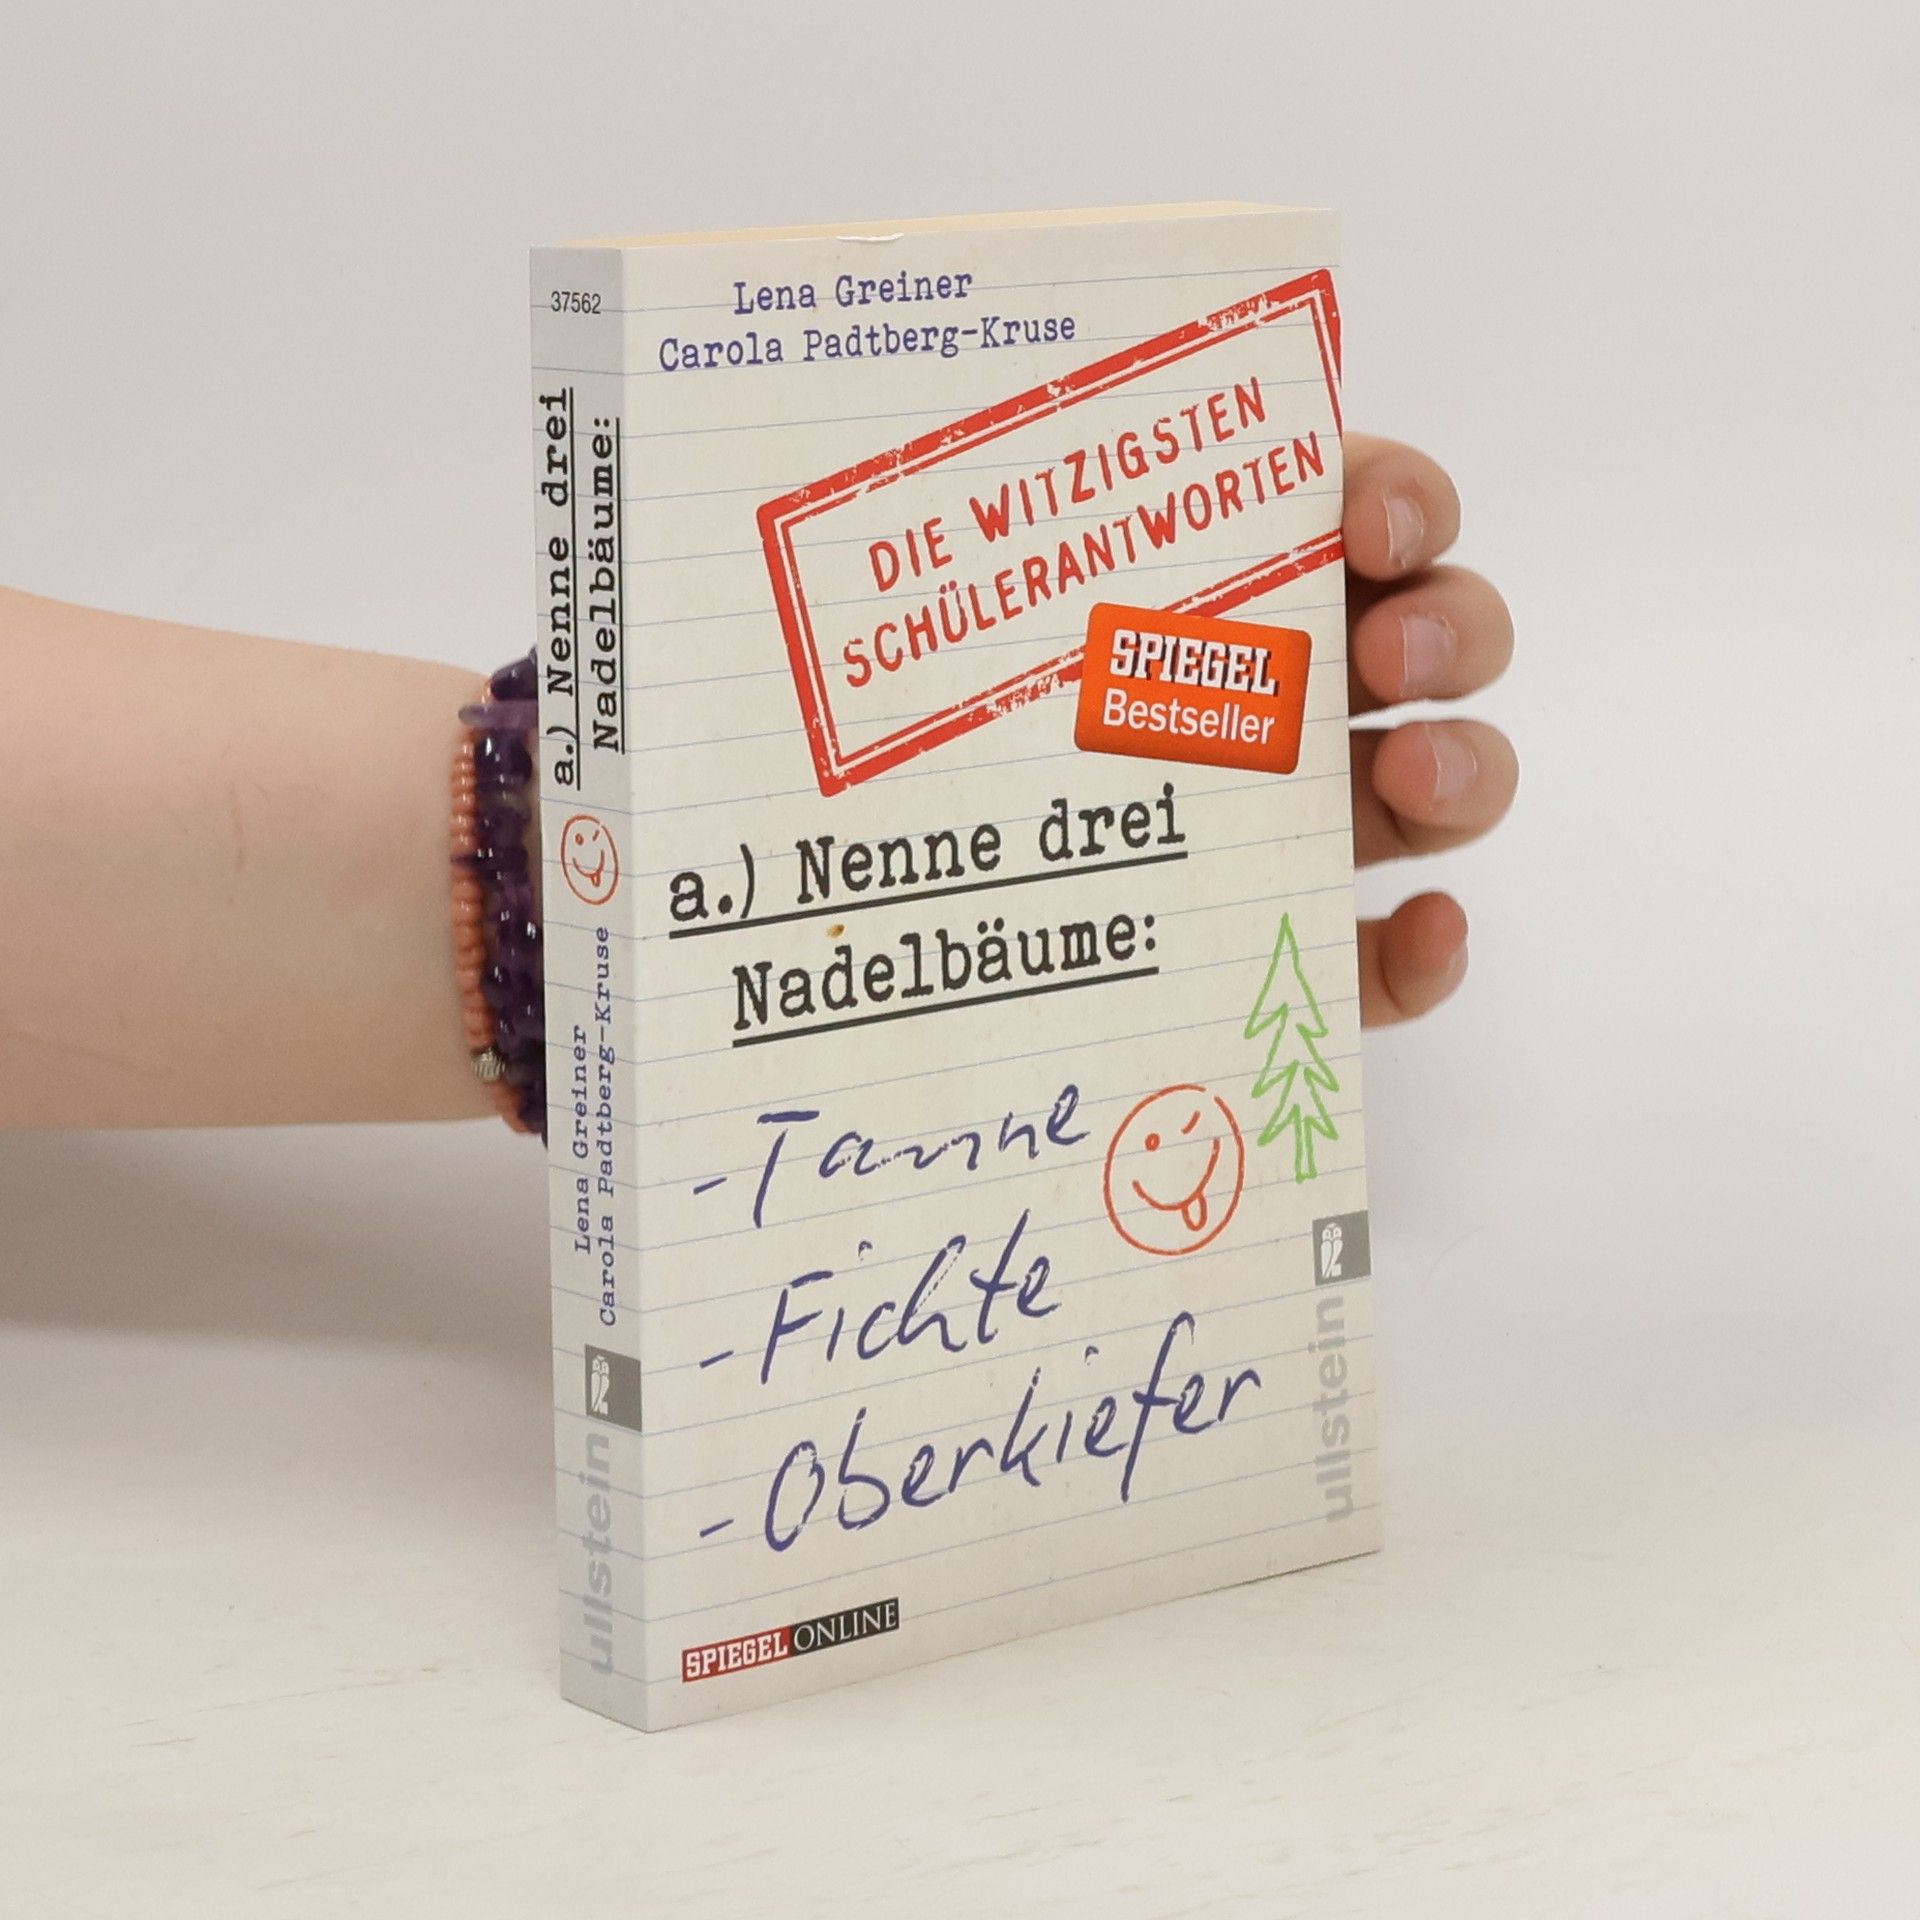 37562
a.) Nenne drei
Nadelbäume:
Lena Greiner
Carola Padtberg-Kruse
ullstein
Lena Greiner
Carola Padtberg-Kruse
DIE WITZIGSTEN
SCHÜLERANTWORTEN
SPIEGEL
Bestseller
a.) Nenne drei
Nadelbäume:
- Tanne
- Fichte
- Oberkiefer
ullstein
SPIEGEL ONLINE